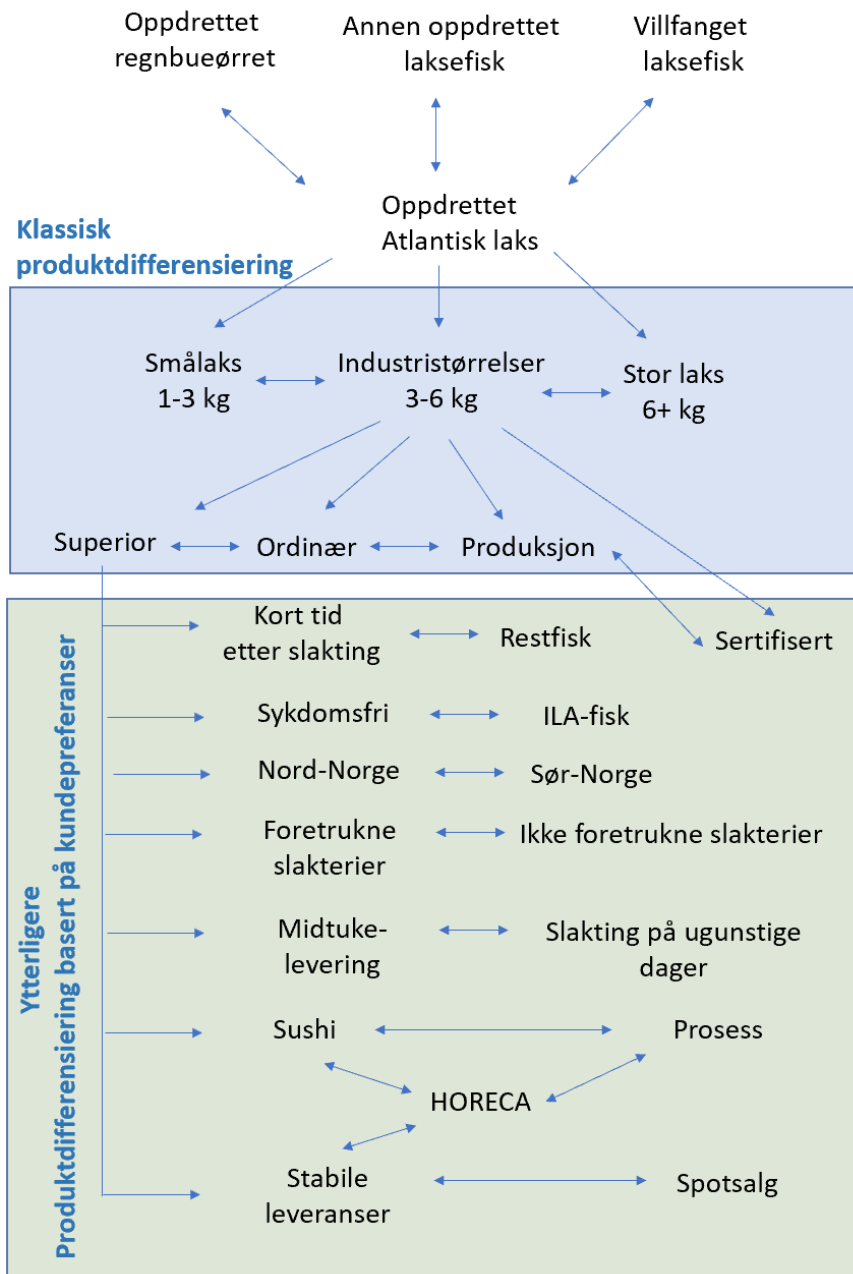 Oppdrettet
regnbueørret
Annen oppdrettet
laksefisk
Villfanget
laksefisk
Oppdrettet
Atlantisk laks
Klassisk
produktdifferensiering
Smålaks
1-3 kg
Industristørrelser
3-6 kg
Stor laks
6+ kg
Superior
Ordinær
Produksjon
Ytterligere
Produktdifferensiering basert på kundepreferanser
Kort tid
etter slakting
Restfisk
Sertifisert
Sykdomsfri
ILA-fisk
Nord-Norge
Sør-Norge
Foretrukne
slakterier
Ikke foretrukne slakterier
Midtuke-
levering
Slakting på ugunstige
dager
Sushi
Prosess
HORECA
Stabile
leveranser
Spotsalg